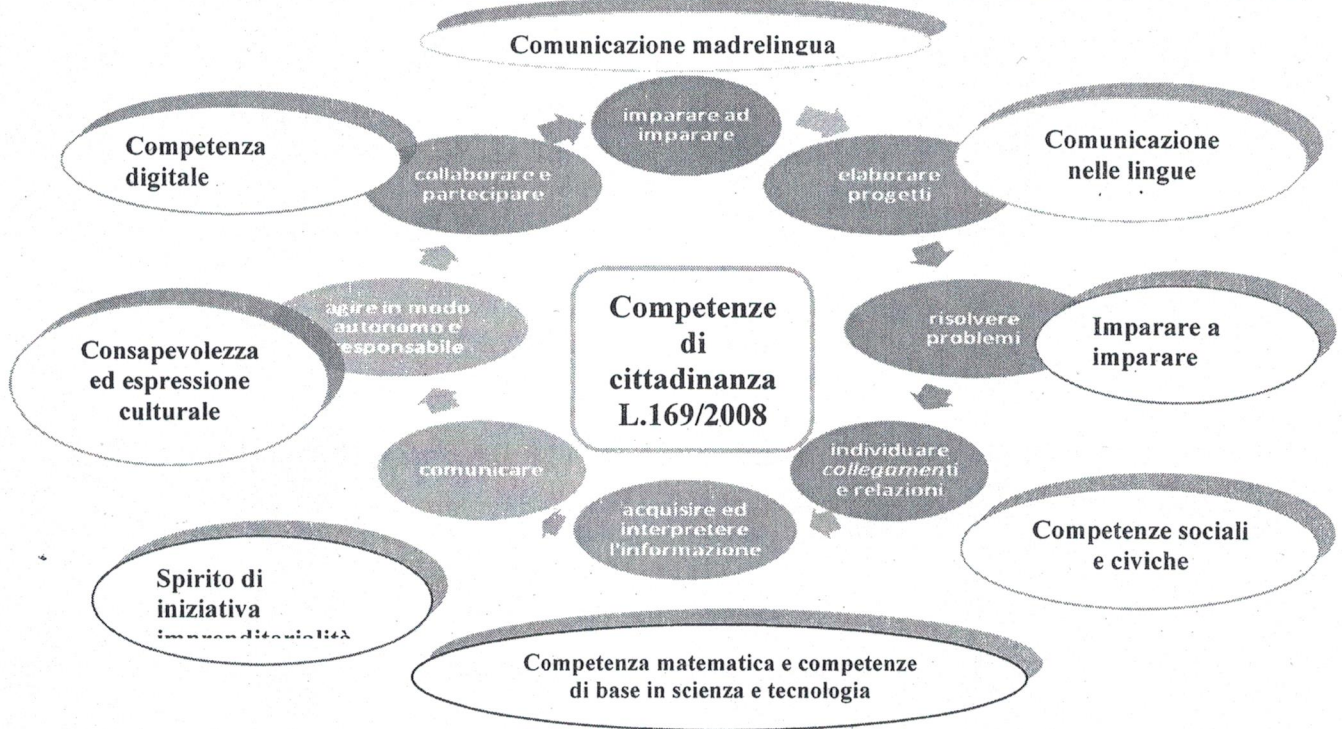 Comunicazione madrelingua
imparare ad
imparare
Competenza
digitale
collaborare e
partecipare
elaborare
progetti
Comunicazione
nelle lingue
agire in modo
autonomo e
responsabile
Consapevolezza
ed espressione
culturale
Competenze
di
cittadinanza
L.169/2008
risolvere
problemi
Imparare a
imparare
comunicare
individuare
collegamenti
e relazioni
acquisire ed
interpretere
l'informazione
Competenze sociali
e civiche
Spirito di
iniziativa
imprenditorialità
Competenza matematica e competenze
di base in scienza e tecnologia